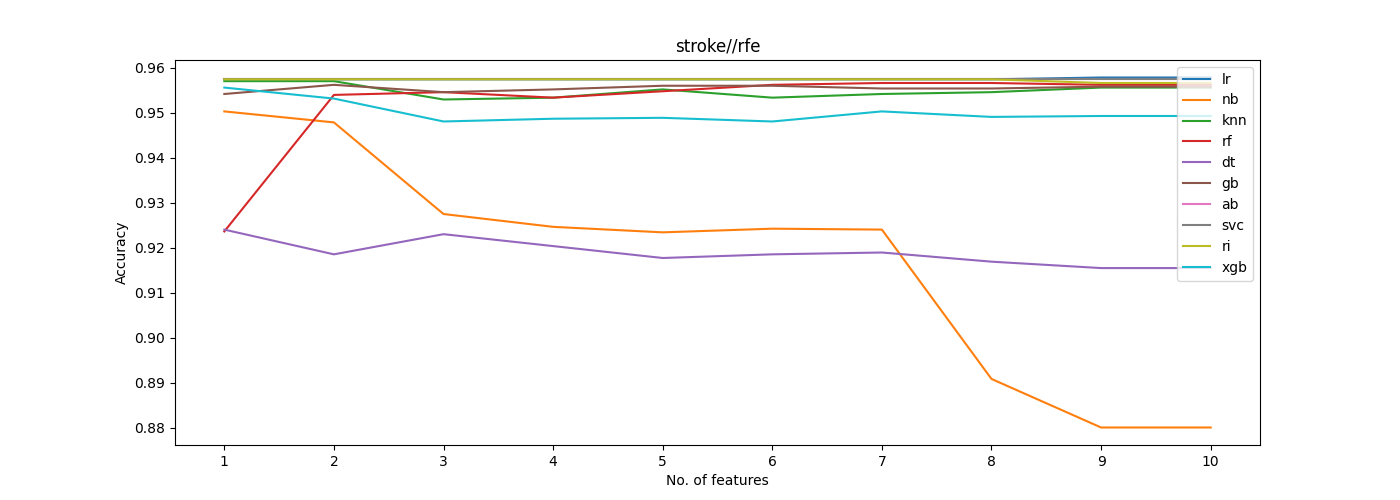 stroke//rfe
0.96
0.95
0.94
0.93
0.92
0.91
0.90
0.89
0.88
Accuracy
1 2 3 4 5 6 7 8 9 10
No. of features
lr
nb
knn
rf
dt
gb
ab
svc
ri
xgb